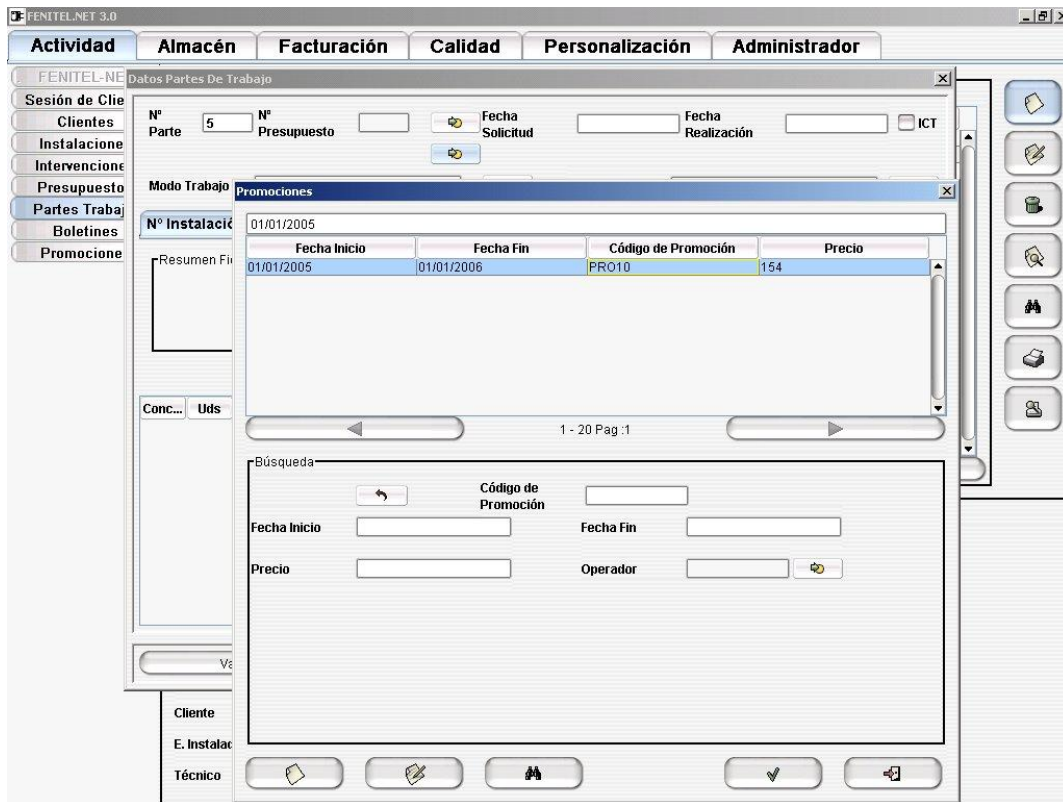 FENITEL.NET 3.0
Actividad Almacén Facturación Calidad Personalización Administrador
FENITEL-NE
Sesión de Clie
Clientes
Instalacione
Intervencione
Presupuesto
Partes Trabaj
Boletines
Promocione
Datos Partes De Trabajo
Nº Parte 5 Nº Presupuesto Fecha Solicitud Fecha Realización ICT
Modo Trabajo
Nº Instalació
Resumen Fi
Conc... Uds
Va
Cliente
E. Instalac
Técnico
Promociones
01/01/2005
Fecha Inicio Fecha Fin Código de Promoción Precio
01/01/2005 01/01/2006 PRO10 154
1 - 20 Pag :1
Búsqueda
Código de Promoción
Fecha Inicio Fecha Fin
Precio Operador